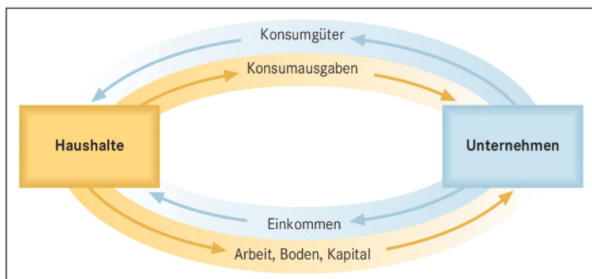 Konsumgüter
Konsumausgaben
Haushalte
Unternehmen
Einkommen
Arbeit, Boden, Kapital